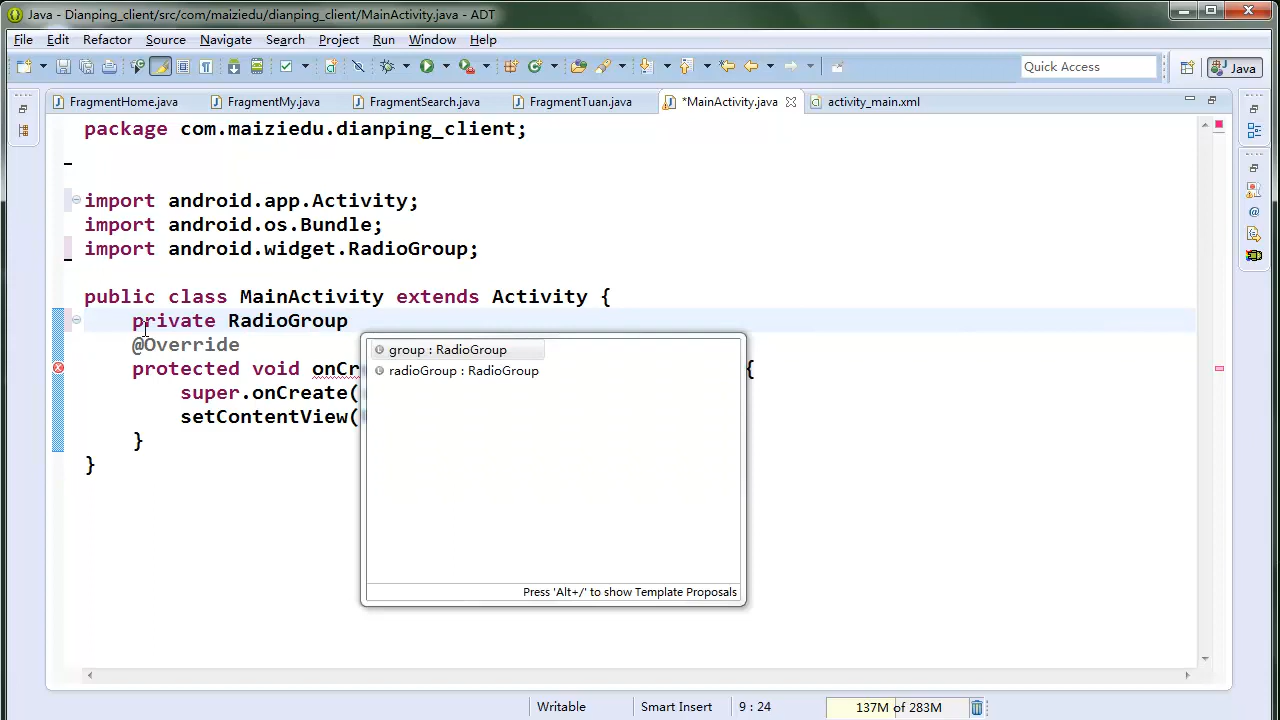 Java - Dianping_client/src/com/maiziedu/dianping_client/MainActivity.java - ADT
File Edit Refactor Source Navigate Search Project Run Window Help
Quick Access
Java
FragmentHome.java
FragmentMy.java
FragmentSearch.java
FragmentTuan.java
*MainActivity.java
activity_main.xml
package com.maiziedu.dianping_client;
import android.app.Activity;
import android.os.Bundle;
import android.widget.RadioGroup;
public class MainActivity extends Activity {
private RadioGroup
@Override
protected void onCr {
super.onCreate(
setContentView(
}
}
group : RadioGroup
radioGroup : RadioGroup
Press 'Alt+/' to show Template Proposals
Writable
Smart Insert
9 : 24
137M of 283M